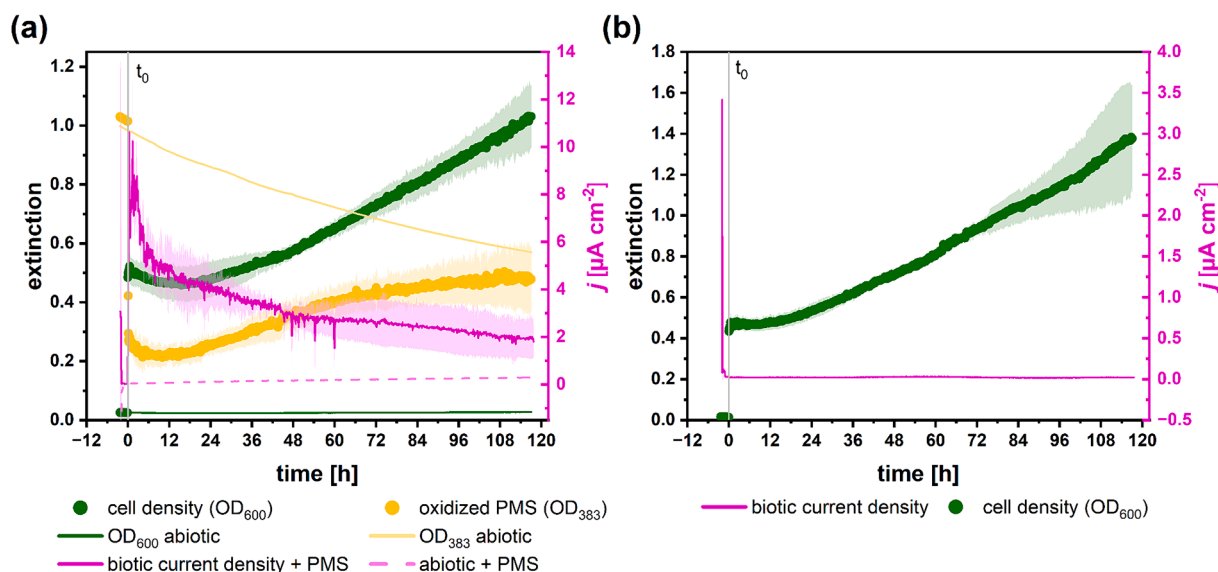 (a)
(b)
t₀
t₀
1.2
1.0
0.8
0.6
0.4
0.2
0.0
extinction
14
12
10
8
6
4
2
0
j [µA cm⁻²]
−12 0 12 24 36 48 60 72 84 96 108 120
time [h]
1.8
1.6
1.4
1.2
1.0
0.8
0.6
0.4
0.2
0.0
extinction
4.0
3.5
3.0
2.5
2.0
1.5
1.0
0.5
0.0
−0.5
j [µA cm⁻²]
−12 0 12 24 36 48 60 72 84 96 108 120
time [h]
cell density (OD₆₀₀)
oxidized PMS (OD₃₈₃)
OD₆₀₀ abiotic
OD₃₈₃ abiotic
biotic current density + PMS
abiotic + PMS
biotic current density
cell density (OD₆₀₀)